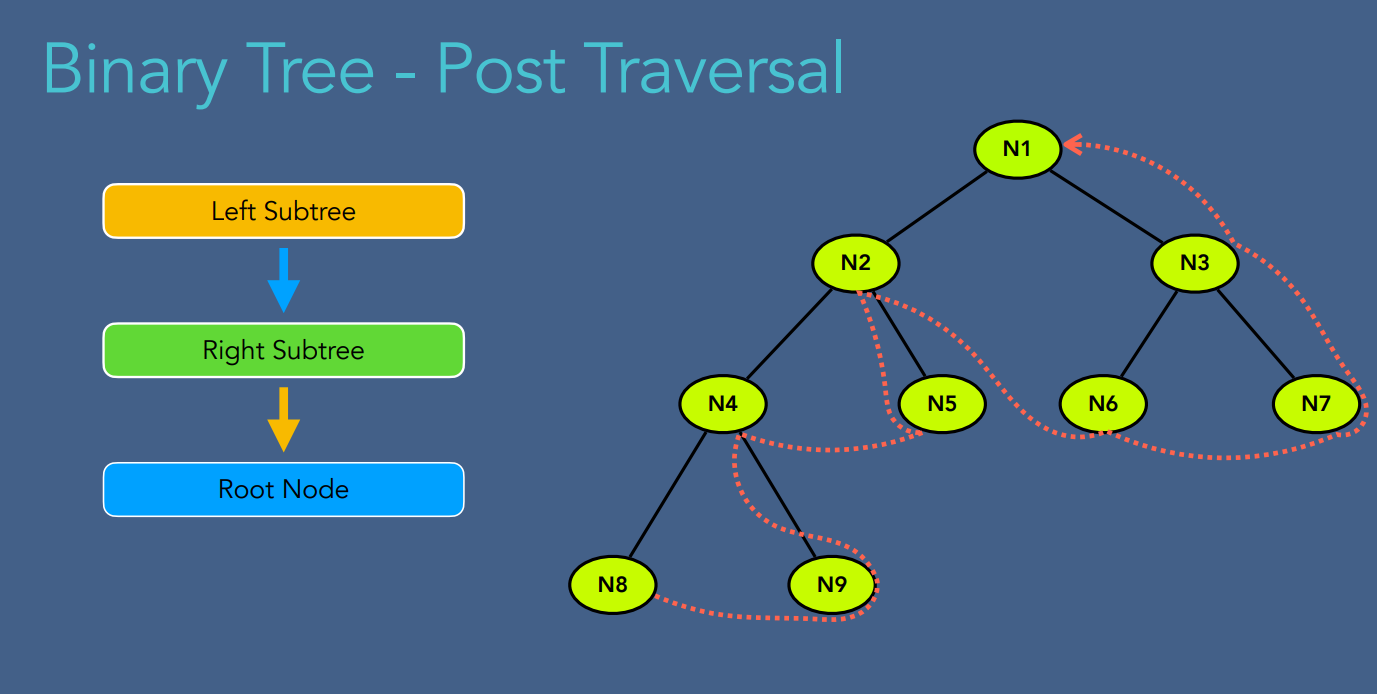 Binary Tree - Post Traversal
Left Subtree
Right Subtree
Root Node
N1
N2
N3
N4
N5
N6
N7
N8
N9